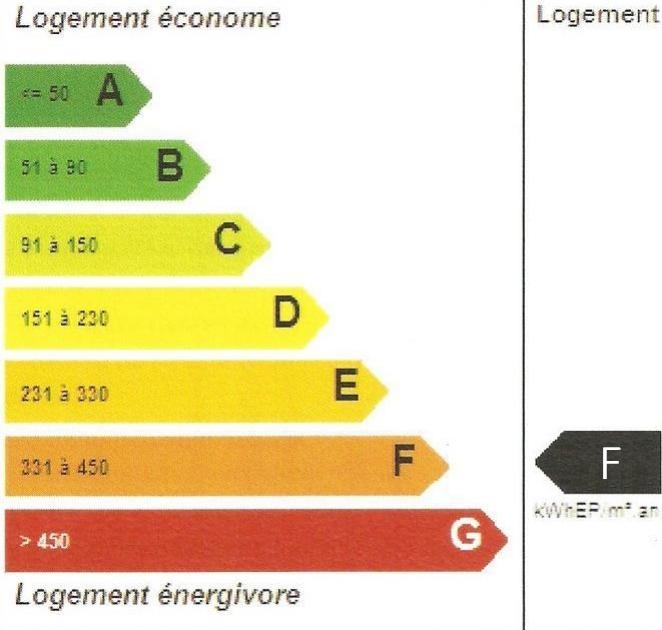 Logement économe
Logement
<= 50 A
51 à 90 B
91 à 150 C
151 à 230 D
231 à 330 E
331 à 450 F
F
kWhEP/m².an
> 450 G
Logement énergivore